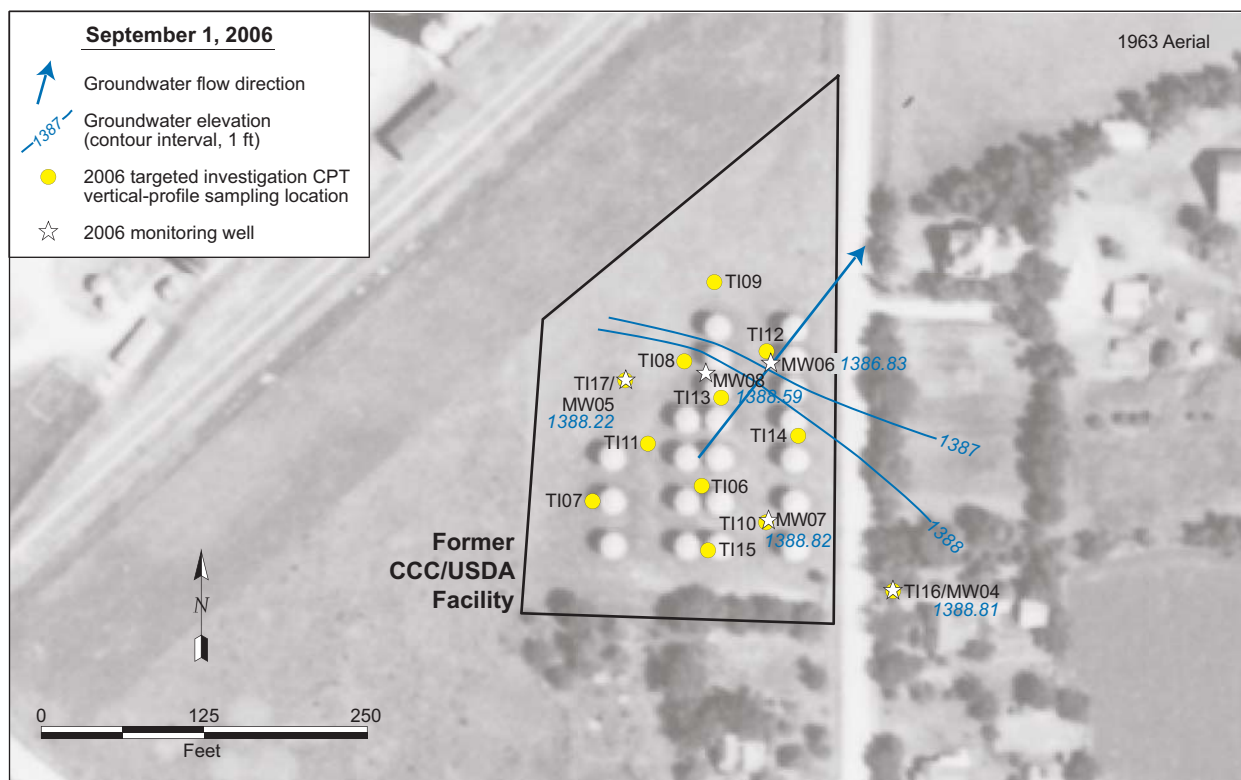 September 1, 2006
Groundwater flow direction
1387
Groundwater elevation
(contour interval, 1 ft)
2006 targeted investigation CPT
vertical-profile sampling location
2006 monitoring well
1963 Aerial
TI09
TI12
TI08
MW06 1386.83
TI17/
MW05
1388.22
MW08
1388.59
TI13
TI11
TI14
1387
TI06
TI07
TI10
MW07
1388.82
1388
TI15
Former
CCC/USDA
Facility
TI16/MW04
1388.81
N
0 125 250
Feet